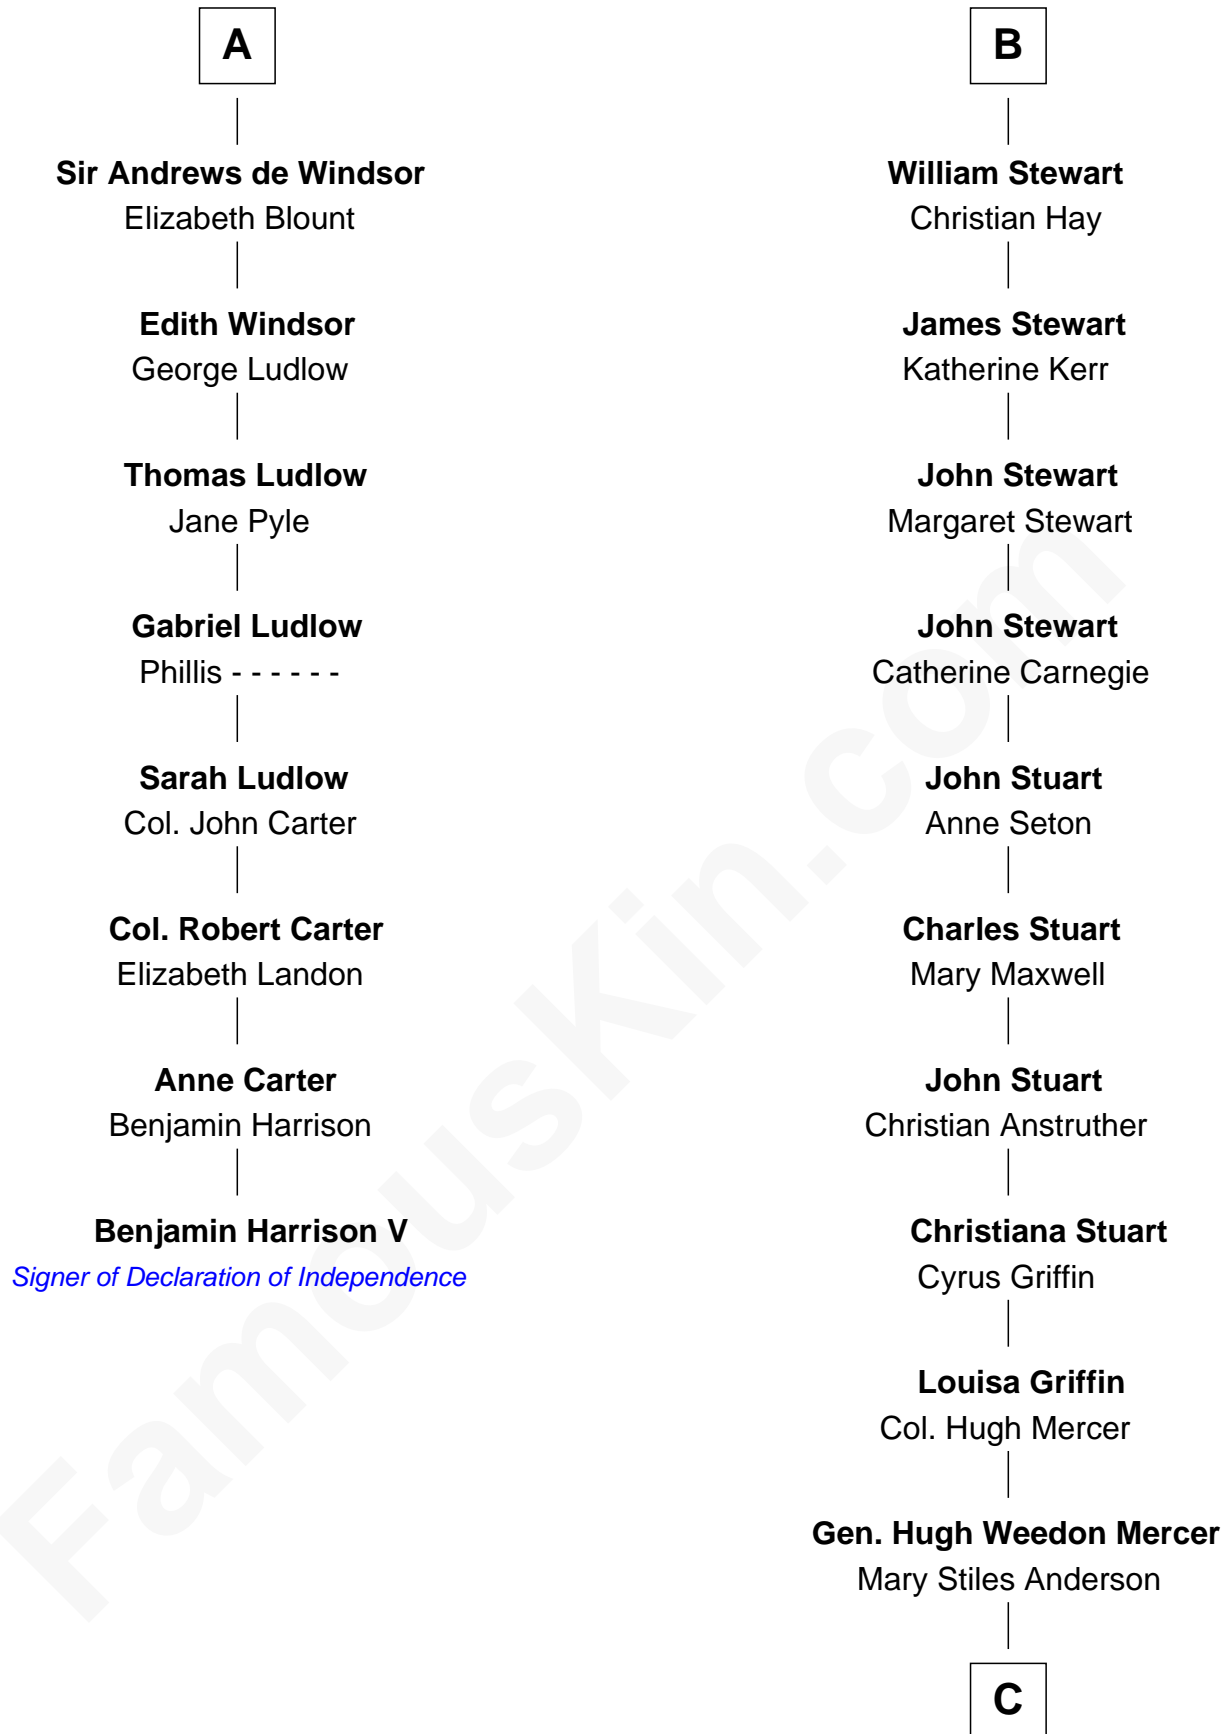 A
Sir Andrews de Windsor
Elizabeth Blount
Edith Windsor
George Ludlow
Thomas Ludlow
Jane Pyle
Gabriel Ludlow
Phillis - - - - - -
Sarah Ludlow
Col. John Carter
Col. Robert Carter
Elizabeth Landon
Anne Carter
Benjamin Harrison
Benjamin Harrison V
Signer of Declaration of Independence
B
William Stewart
Christian Hay
James Stewart
Katherine Kerr
John Stewart
Margaret Stewart
John Stewart
Catherine Carnegie
John Stuart
Anne Seton
Charles Stuart
Mary Maxwell
John Stuart
Christian Anstruther
Christiana Stuart
Cyrus Griffin
Louisa Griffin
Col. Hugh Mercer
Gen. Hugh Weedon Mercer
Mary Stiles Anderson
C
FamousKin.com